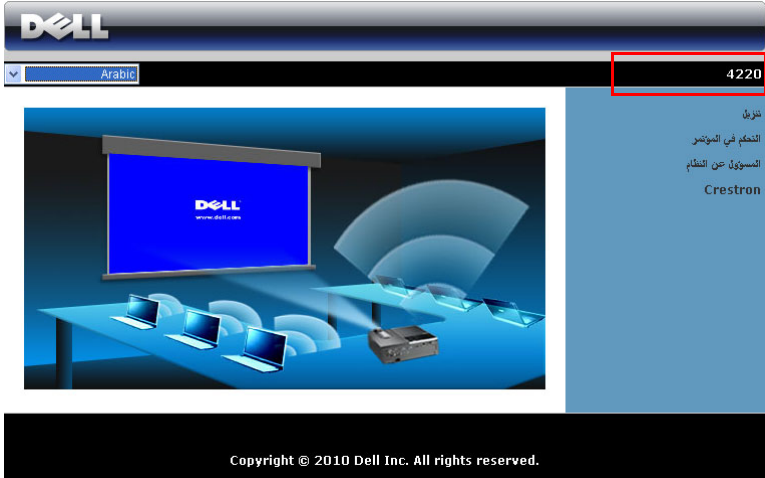 DELL
Arabic
4220
تنزيل
التحكم في المؤتمر
المسؤول عن النظام
Crestron
DELL
www.dell.com
Copyright © 2010 Dell Inc. All rights reserved.